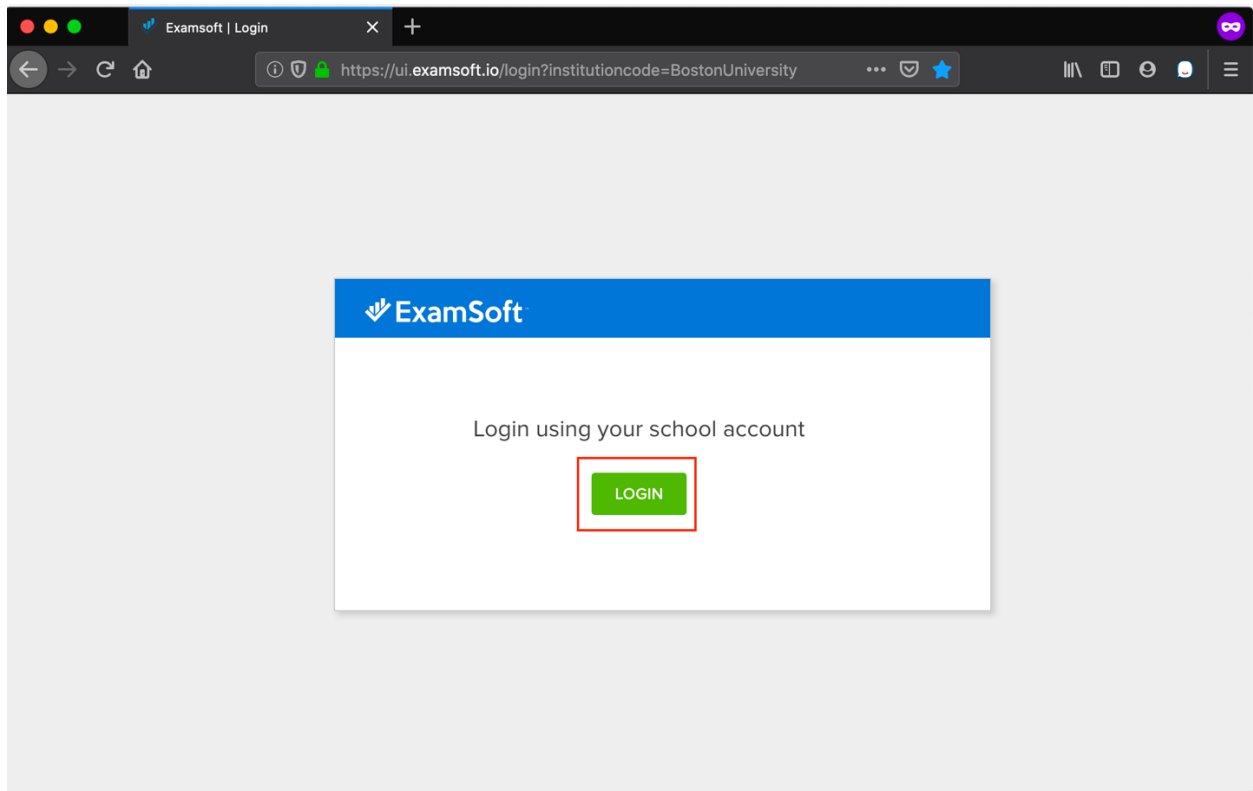 Examsoft | Login
https://ui.examsoft.io/login?institutioncode=BostonUniversity
ExamSoft
Login using your school account
LOGIN